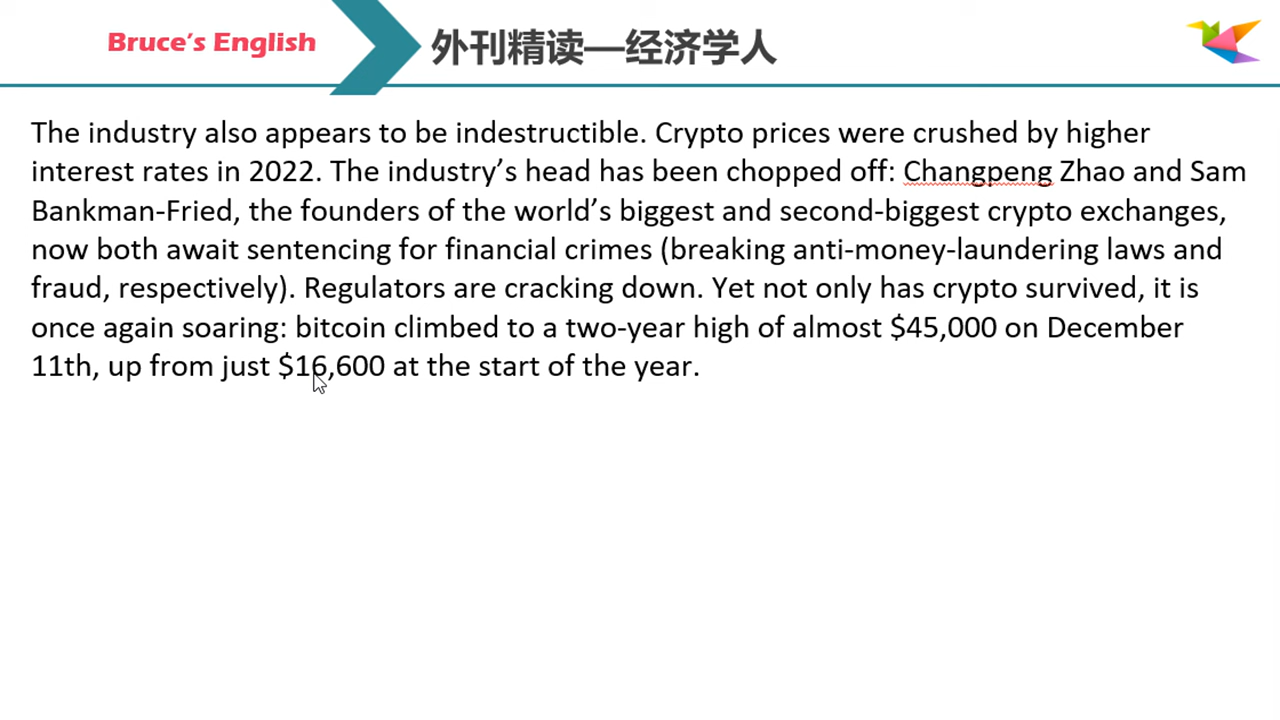 Bruce's English
外刊精读—经济学人
The industry also appears to be indestructible. Crypto prices were crushed by higher
interest rates in 2022. The industry’s head has been chopped off: Changpeng Zhao and Sam
Bankman-Fried, the founders of the world’s biggest and second-biggest crypto exchanges,
now both await sentencing for financial crimes (breaking anti-money-laundering laws and
fraud, respectively). Regulators are cracking down. Yet not only has crypto survived, it is
once again soaring: bitcoin climbed to a two-year high of almost $45,000 on December
11th, up from just $16,600 at the start of the year.